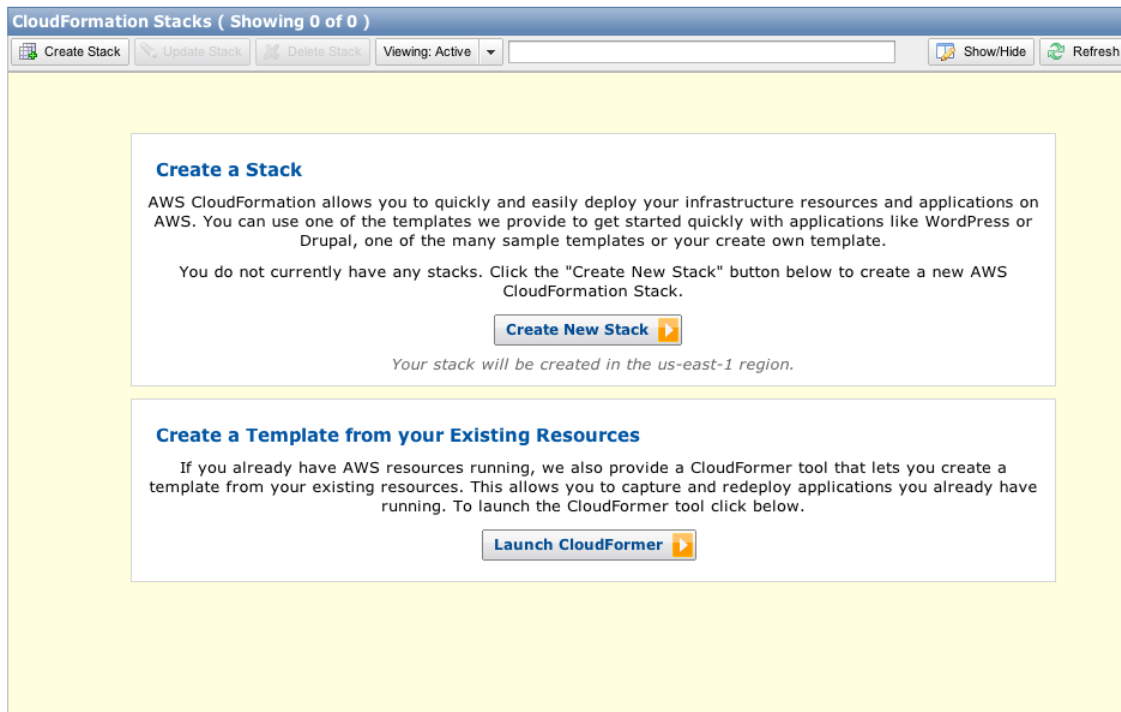 CloudFormation Stacks ( Showing 0 of 0 )
Create Stack Update Stack Delete Stack Viewing: Active Show/Hide Refresh
Create a Stack
AWS CloudFormation allows you to quickly and easily deploy your infrastructure resources and applications on
AWS. You can use one of the templates we provide to get started quickly with applications like WordPress or
Drupal, one of the many sample templates or your create own template.
You do not currently have any stacks. Click the "Create New Stack" button below to create a new AWS
CloudFormation Stack.
Create New Stack
Your stack will be created in the us-east-1 region.
Create a Template from your Existing Resources
If you already have AWS resources running, we also provide a CloudFormer tool that lets you create a
template from your existing resources. This allows you to capture and redeploy applications you already have
running. To launch the CloudFormer tool click below.
Launch CloudFormer